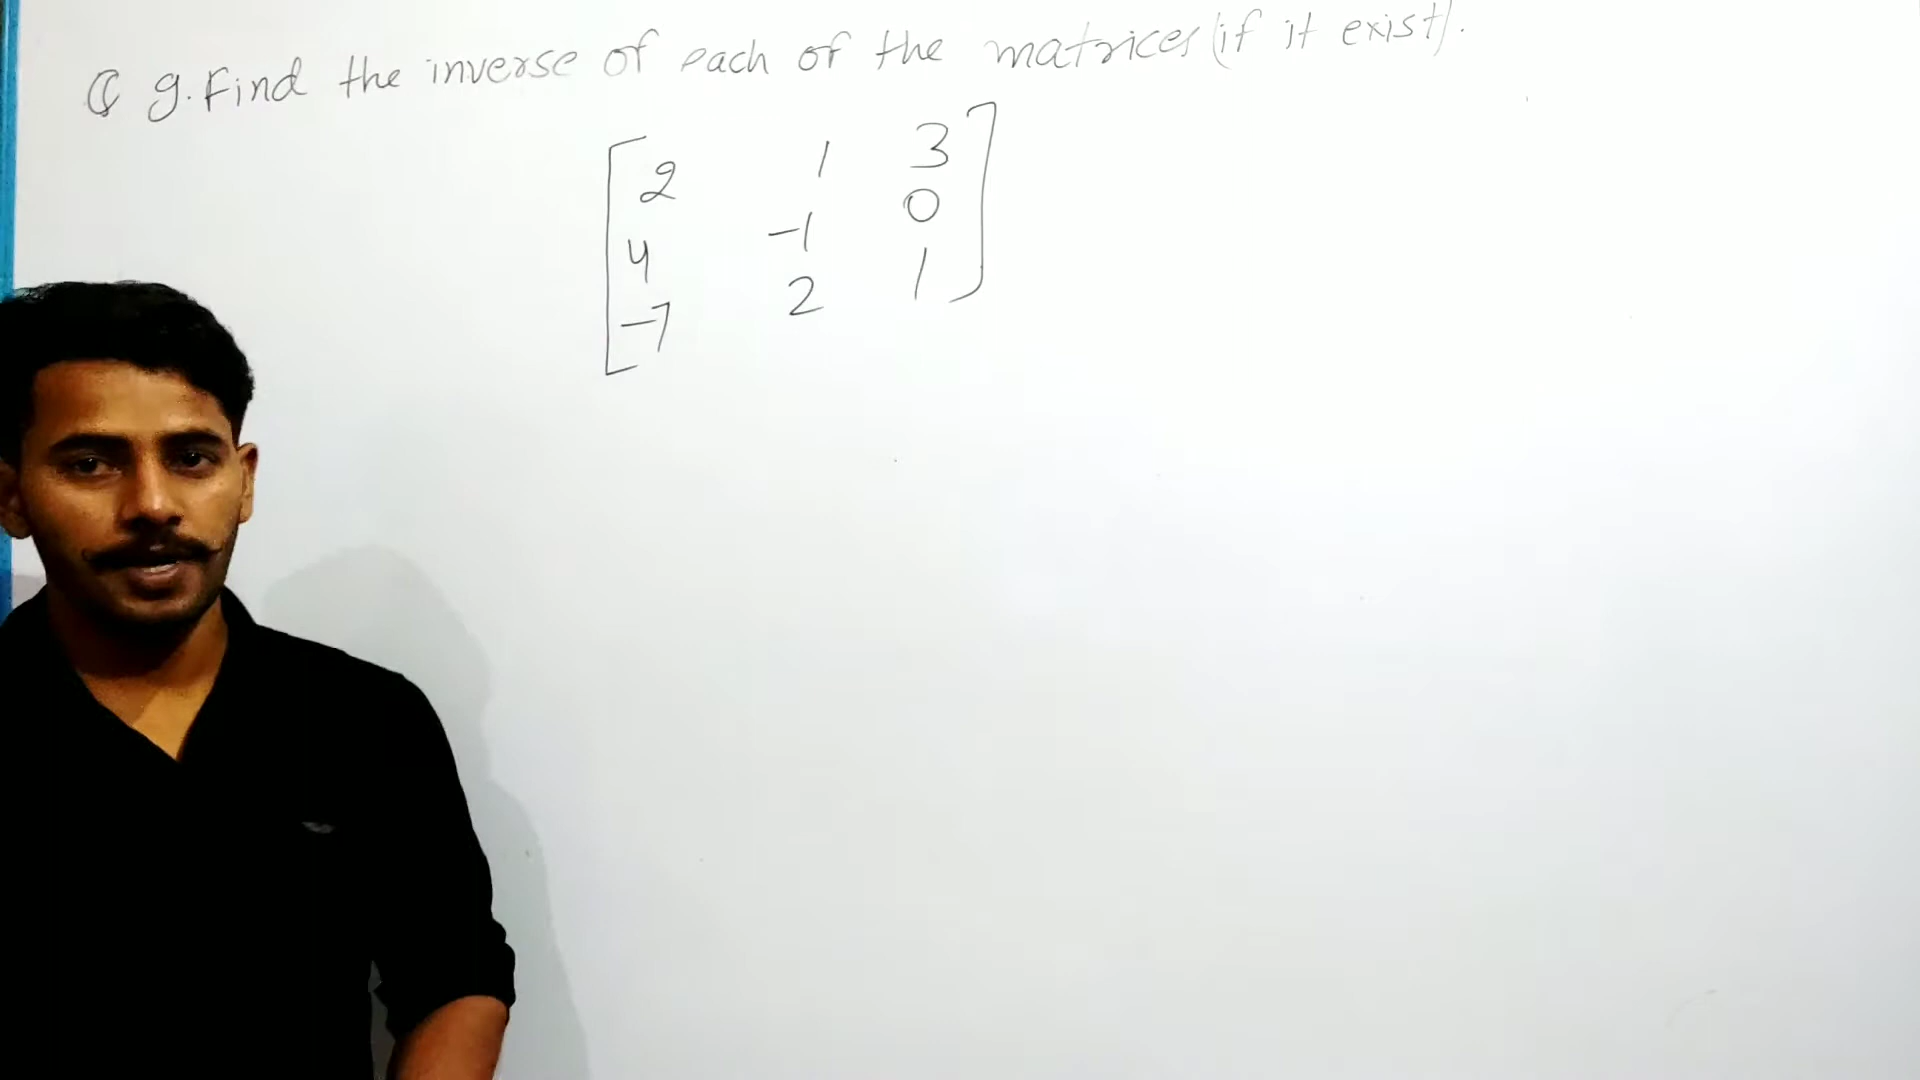 Q 9. Find the inverse of each of the matrices (if it exist).
2 1 3
4 -1 0
-7 2 1